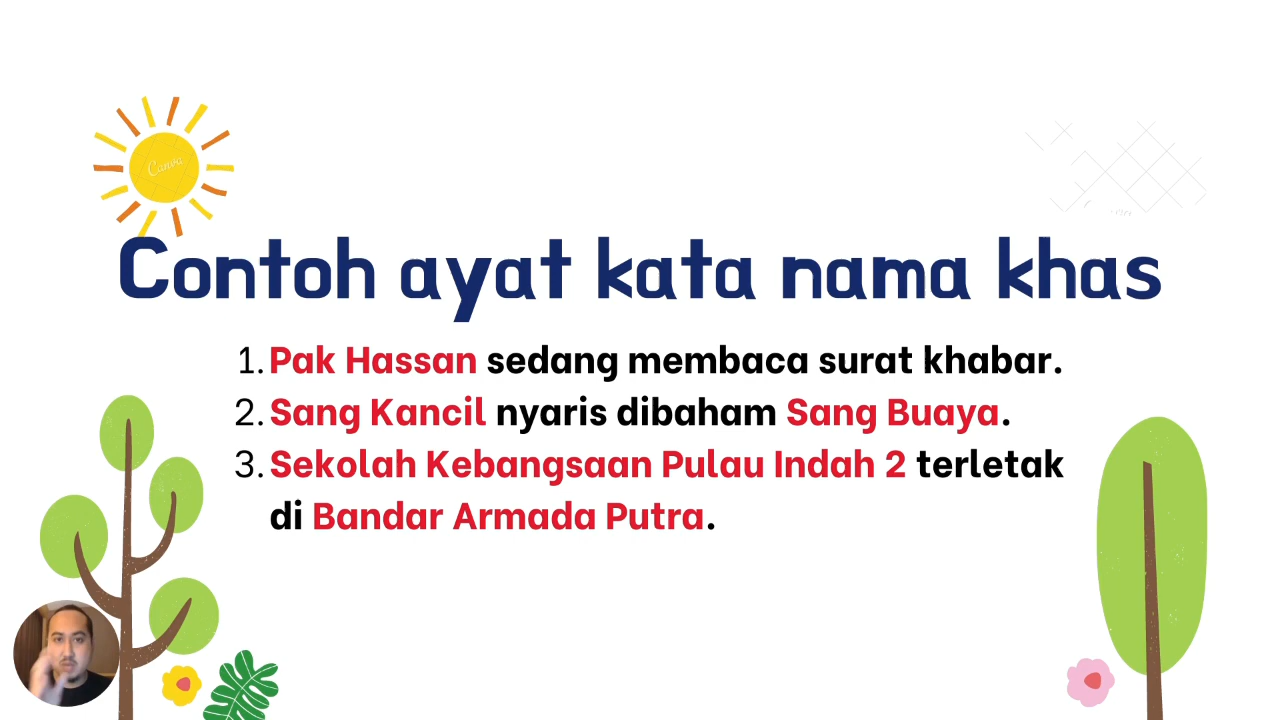 Canva
Contoh ayat kata nama khas
1. Pak Hassan sedang membaca surat khabar.
2. Sang Kancil nyaris dibaham Sang Buaya.
3. Sekolah Kebangsaan Pulau Indah 2 terletak
di Bandar Armada Putra.